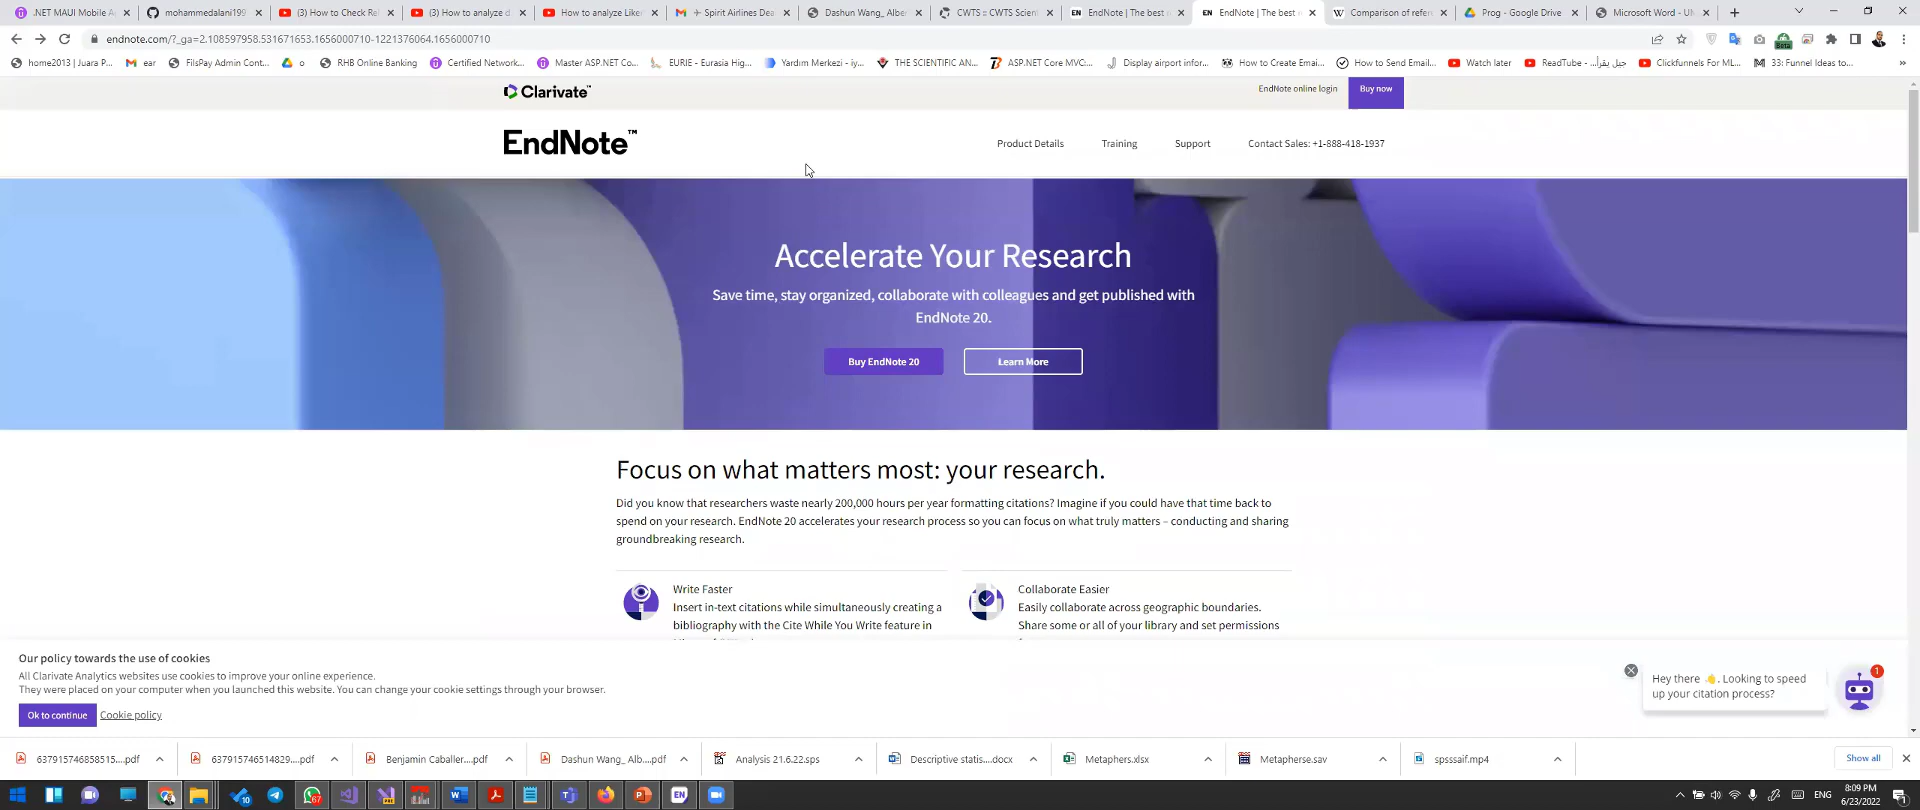 .NET MAUI Mobile A
mohammedalani199
(3) How to Check Re
(3) How to analyze d
How to analyze Liker
Spirit Airlines Dea
Dashun Wang_ Albe
CWTS :: CWTS Scien
EndNote | The best
EndNote | The best
Comparison of refer
Prog - Google Drive
Microsoft Word - U
endnote.com/?_ga=2.108597958.531671653.1656000710-1221376064.1656000710
home2013 | Juara P...
ear
FilsPay Admin Cont...
o
RHB Online Banking
Certified Network...
Master ASP.NET Co...
EURIE - Eurasia Hig...
Yardım Merkezi - iy...
THE SCIENTIFIC AN...
ASP.NET Core MVC:...
Display airport infor...
How to Create Emai...
How to Send Email...
Watch later
ReadTube - جيل يقرأ...
Clickfunnels For ML...
33: Funnel Ideas to...
Clarivate™
EndNote online login
Buy now
EndNote™
Product Details
Training
Support
Contact Sales: +1-888-418-1937
Accelerate Your Research
Save time, stay organized, collaborate with colleagues and get published with
EndNote 20.
Buy EndNote 20
Learn More
Focus on what matters most: your research.
Did you know that researchers waste nearly 200,000 hours per year formatting citations? Imagine if you could have that time back to
spend on your research. EndNote 20 accelerates your research process so you can focus on what truly matters – conducting and sharing
groundbreaking research.
Write Faster
Insert in-text citations while simultaneously creating a
bibliography with the Cite While You Write feature in
Collaborate Easier
Easily collaborate across geographic boundaries.
Share some or all of your library and set permissions
Our policy towards the use of cookies
All Clarivate Analytics websites use cookies to improve your online experience.
They were placed on your computer when you launched this website. You can change your cookie settings through your browser.
Ok to continue
Cookie policy
Hey there 👋. Looking to speed
up your citation process?
1
637915746858515....pdf
637915746514829....pdf
Benjamin Caballer....pdf
Dashun Wang_ Alb....pdf
Analysis 21.6.22.sps
Descriptive statis....docx
Metaphers.xlsx
Metapherse.sav
spsssaif.mp4
Show all
ENG
8:09 PM
6/23/2022